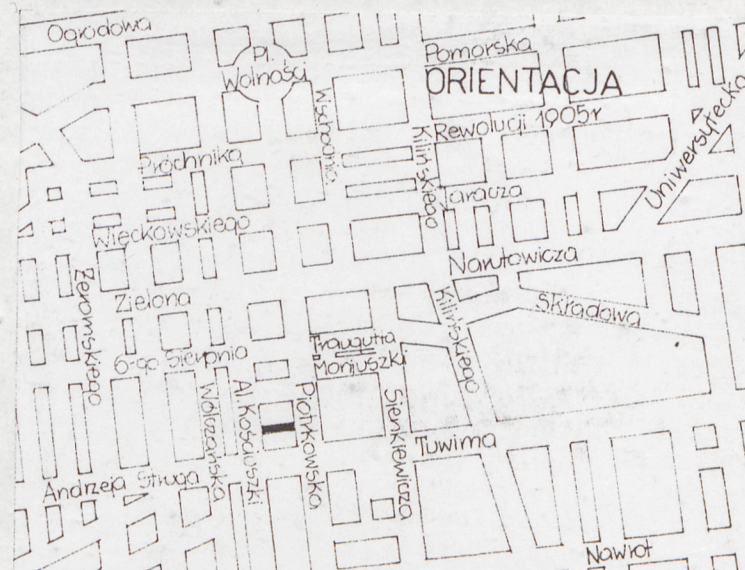 Ogrodowa
Pomorska
Pl.
Wolności
ORIENTACJA
Wschodnia
Rewolucji 1905r
Kilińskiego
Uniwersytecka
Próchnika
Jaracza
Więckowskiego
Narutowicza
Żeromskiego
Zielona
Kilińskiego
Składowa
Traugutta
Moniuszki
6-go Sierpnia
Wólczańska
Al. Kościuszki
Piotrkowska
Sienkiewicza
Tuwima
Andrzeja Struga
Nawrot